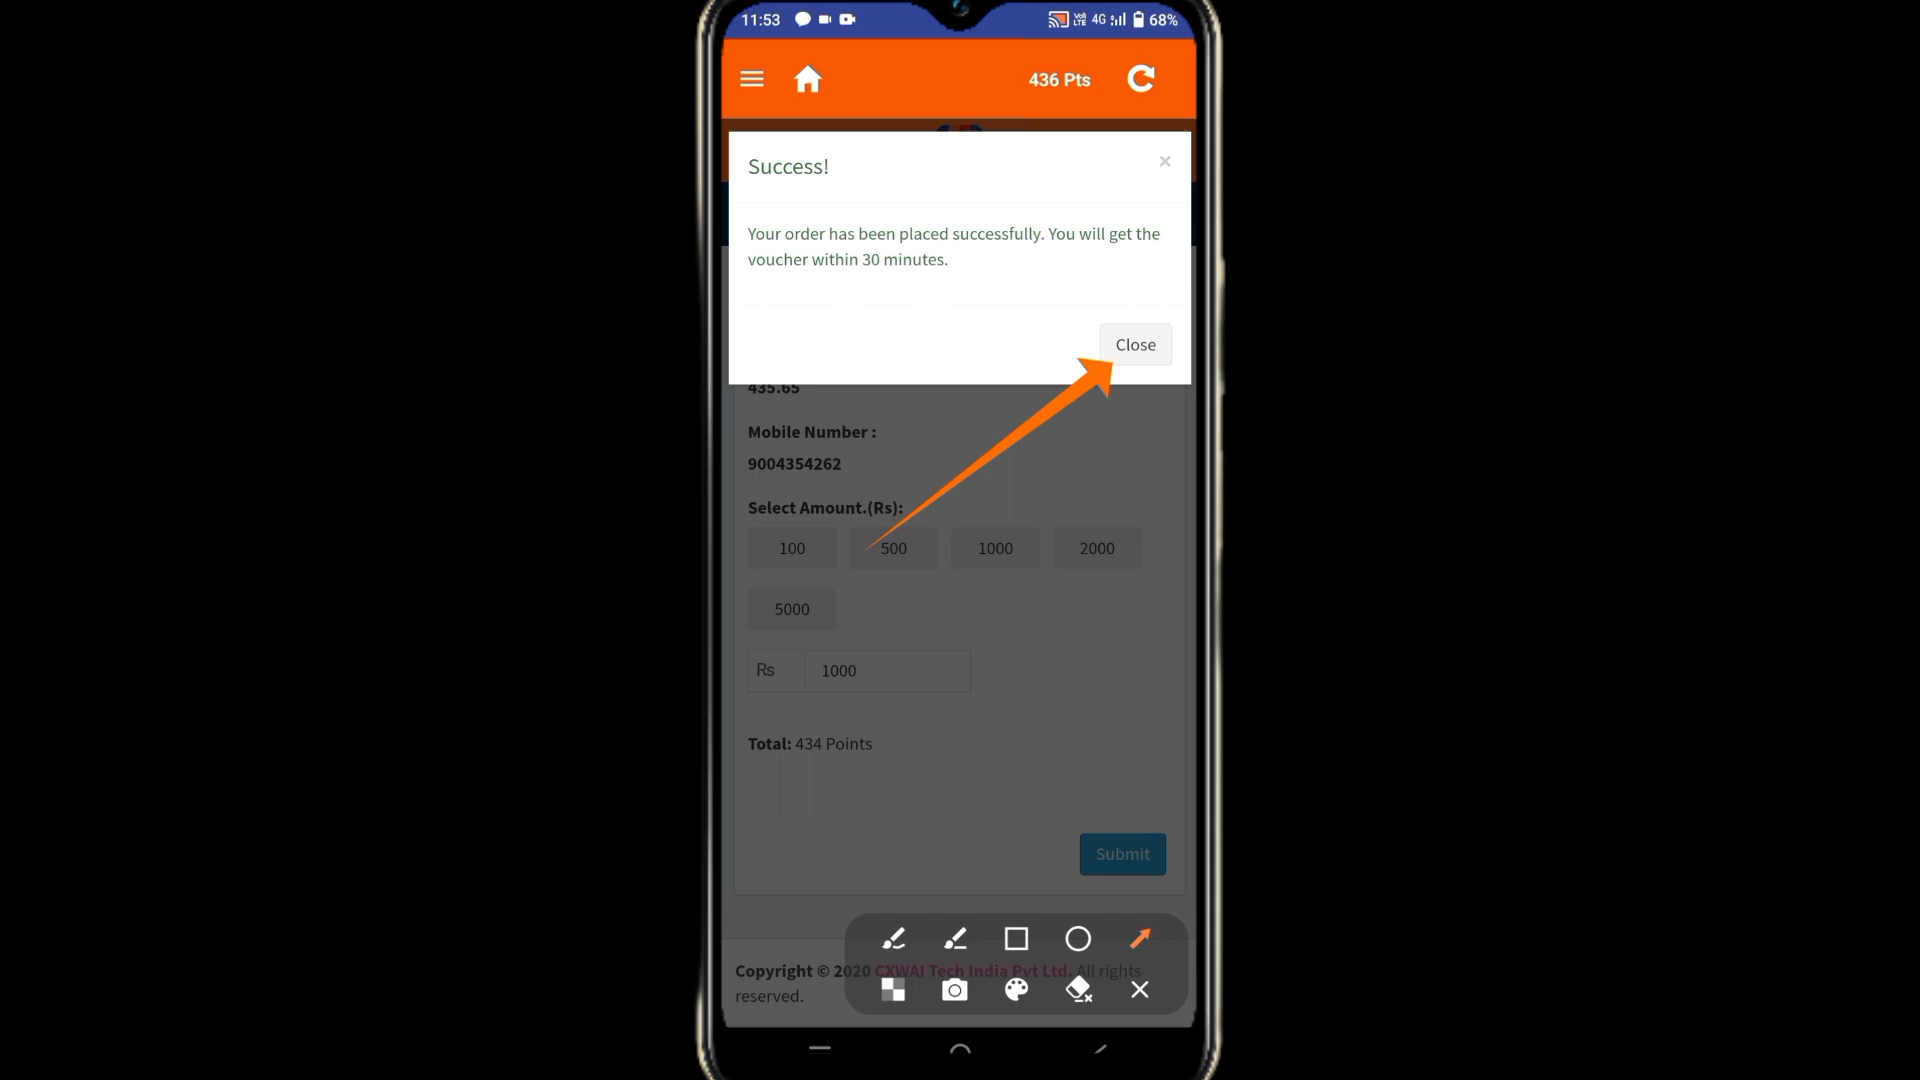 11:53 4G 68%
436 Pts
Success!
×
Your order has been placed successfully. You will get the
voucher within 30 minutes.
Close
435.65
Mobile Number :
9004354262
Select Amount.(Rs):
100 500 1000 2000
5000
Rs 1000
Total: 434 Points
Submit
Copyright © 2020 CXWAI Tech India Pvt Ltd. All rights
reserved.